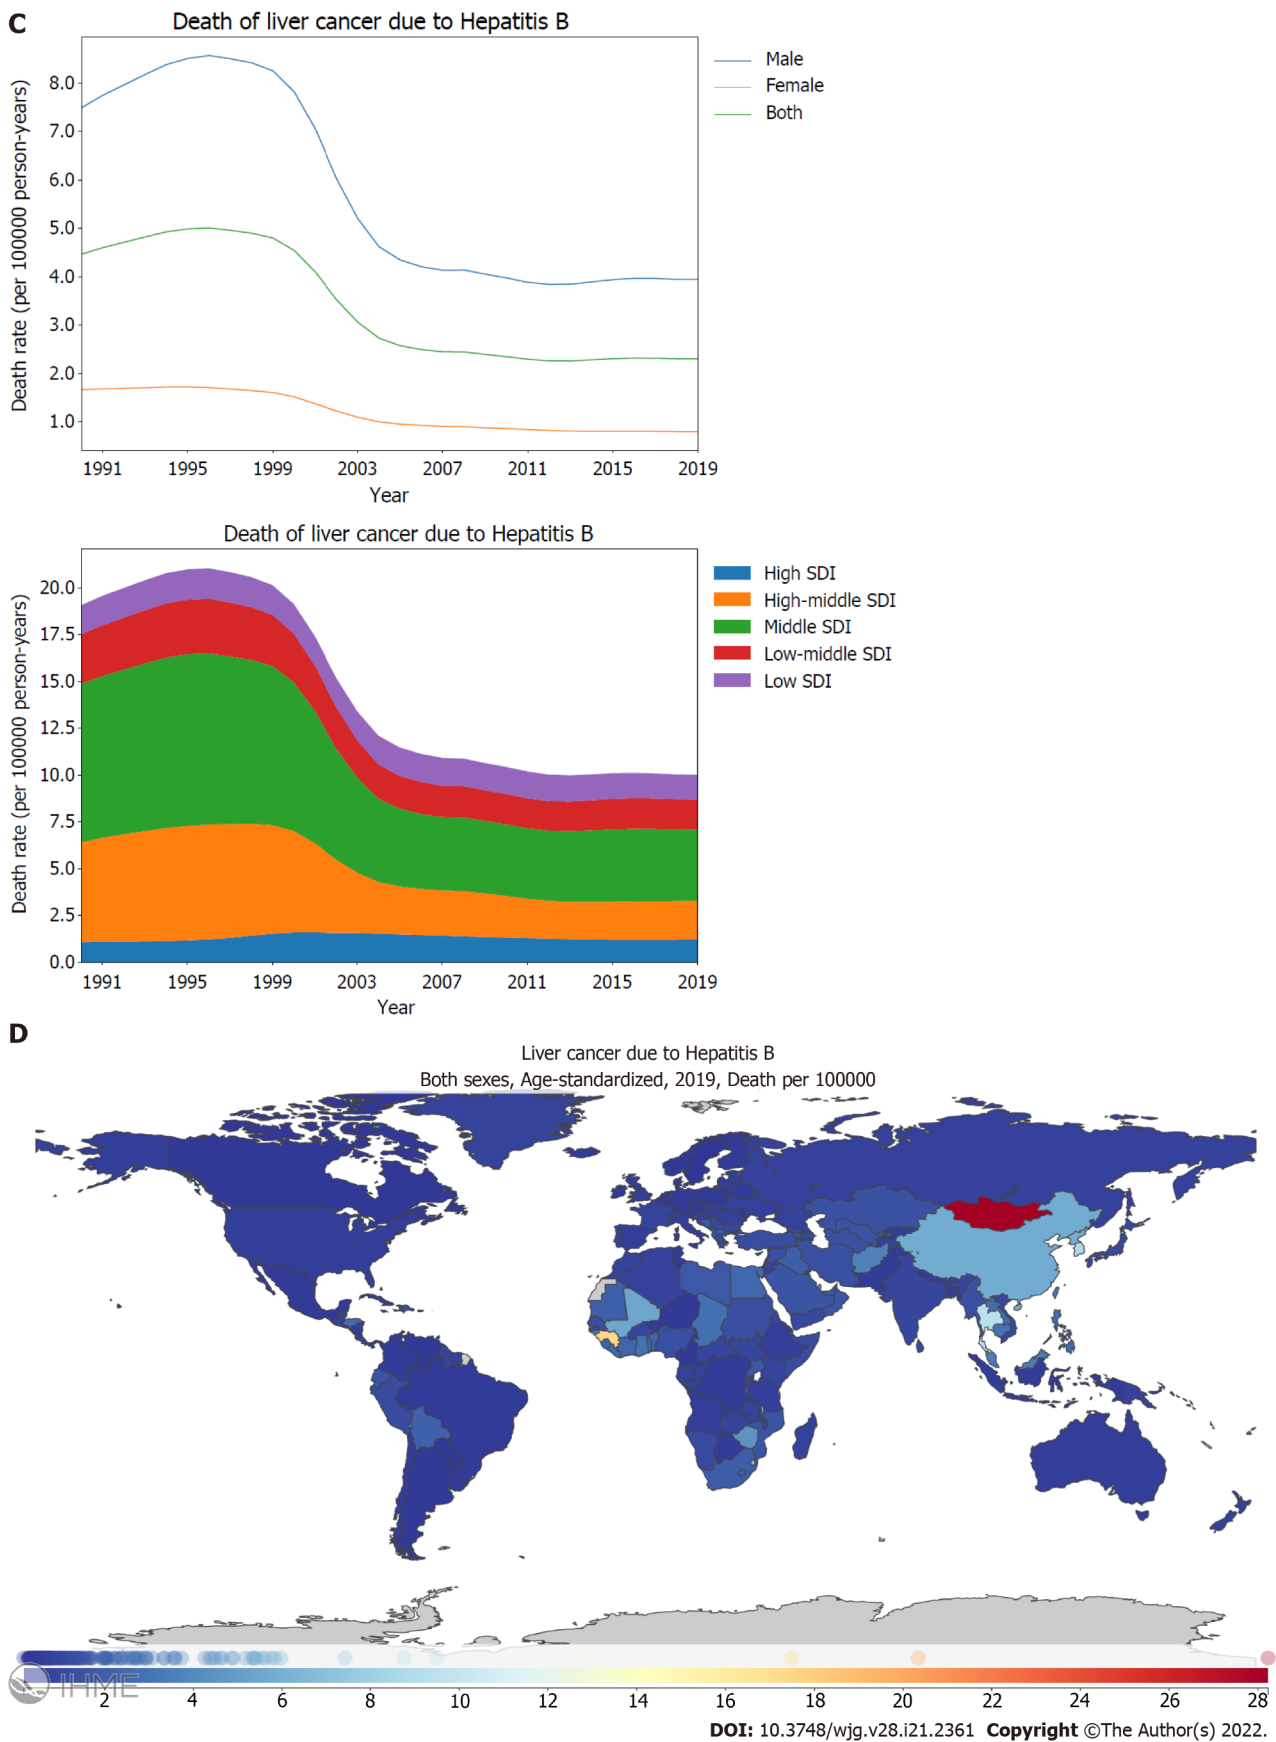 C
Death of liver cancer due to Hepatitis B
Death rate (per 100000 person-years)
8.0
7.0
6.0
5.0
4.0
3.0
2.0
1.0
1991 1995 1999 2003 2007 2011 2015 2019
Year
Male
Female
Both
Death of liver cancer due to Hepatitis B
Death rate (per 100000 person-years)
20.0
17.5
15.0
12.5
10.0
7.5
5.0
2.5
0.0
1991 1995 1999 2003 2007 2011 2015 2019
Year
High SDI
High-middle SDI
Middle SDI
Low-middle SDI
Low SDI
D
Liver cancer due to Hepatitis B
Both sexes, Age-standardized, 2019, Death per 100000
IHME
2 4 6 8 10 12 14 16 18 20 22 24 26 28
DOI: 10.3748/wjg.v28.i21.2361 Copyright ©The Author(s) 2022.